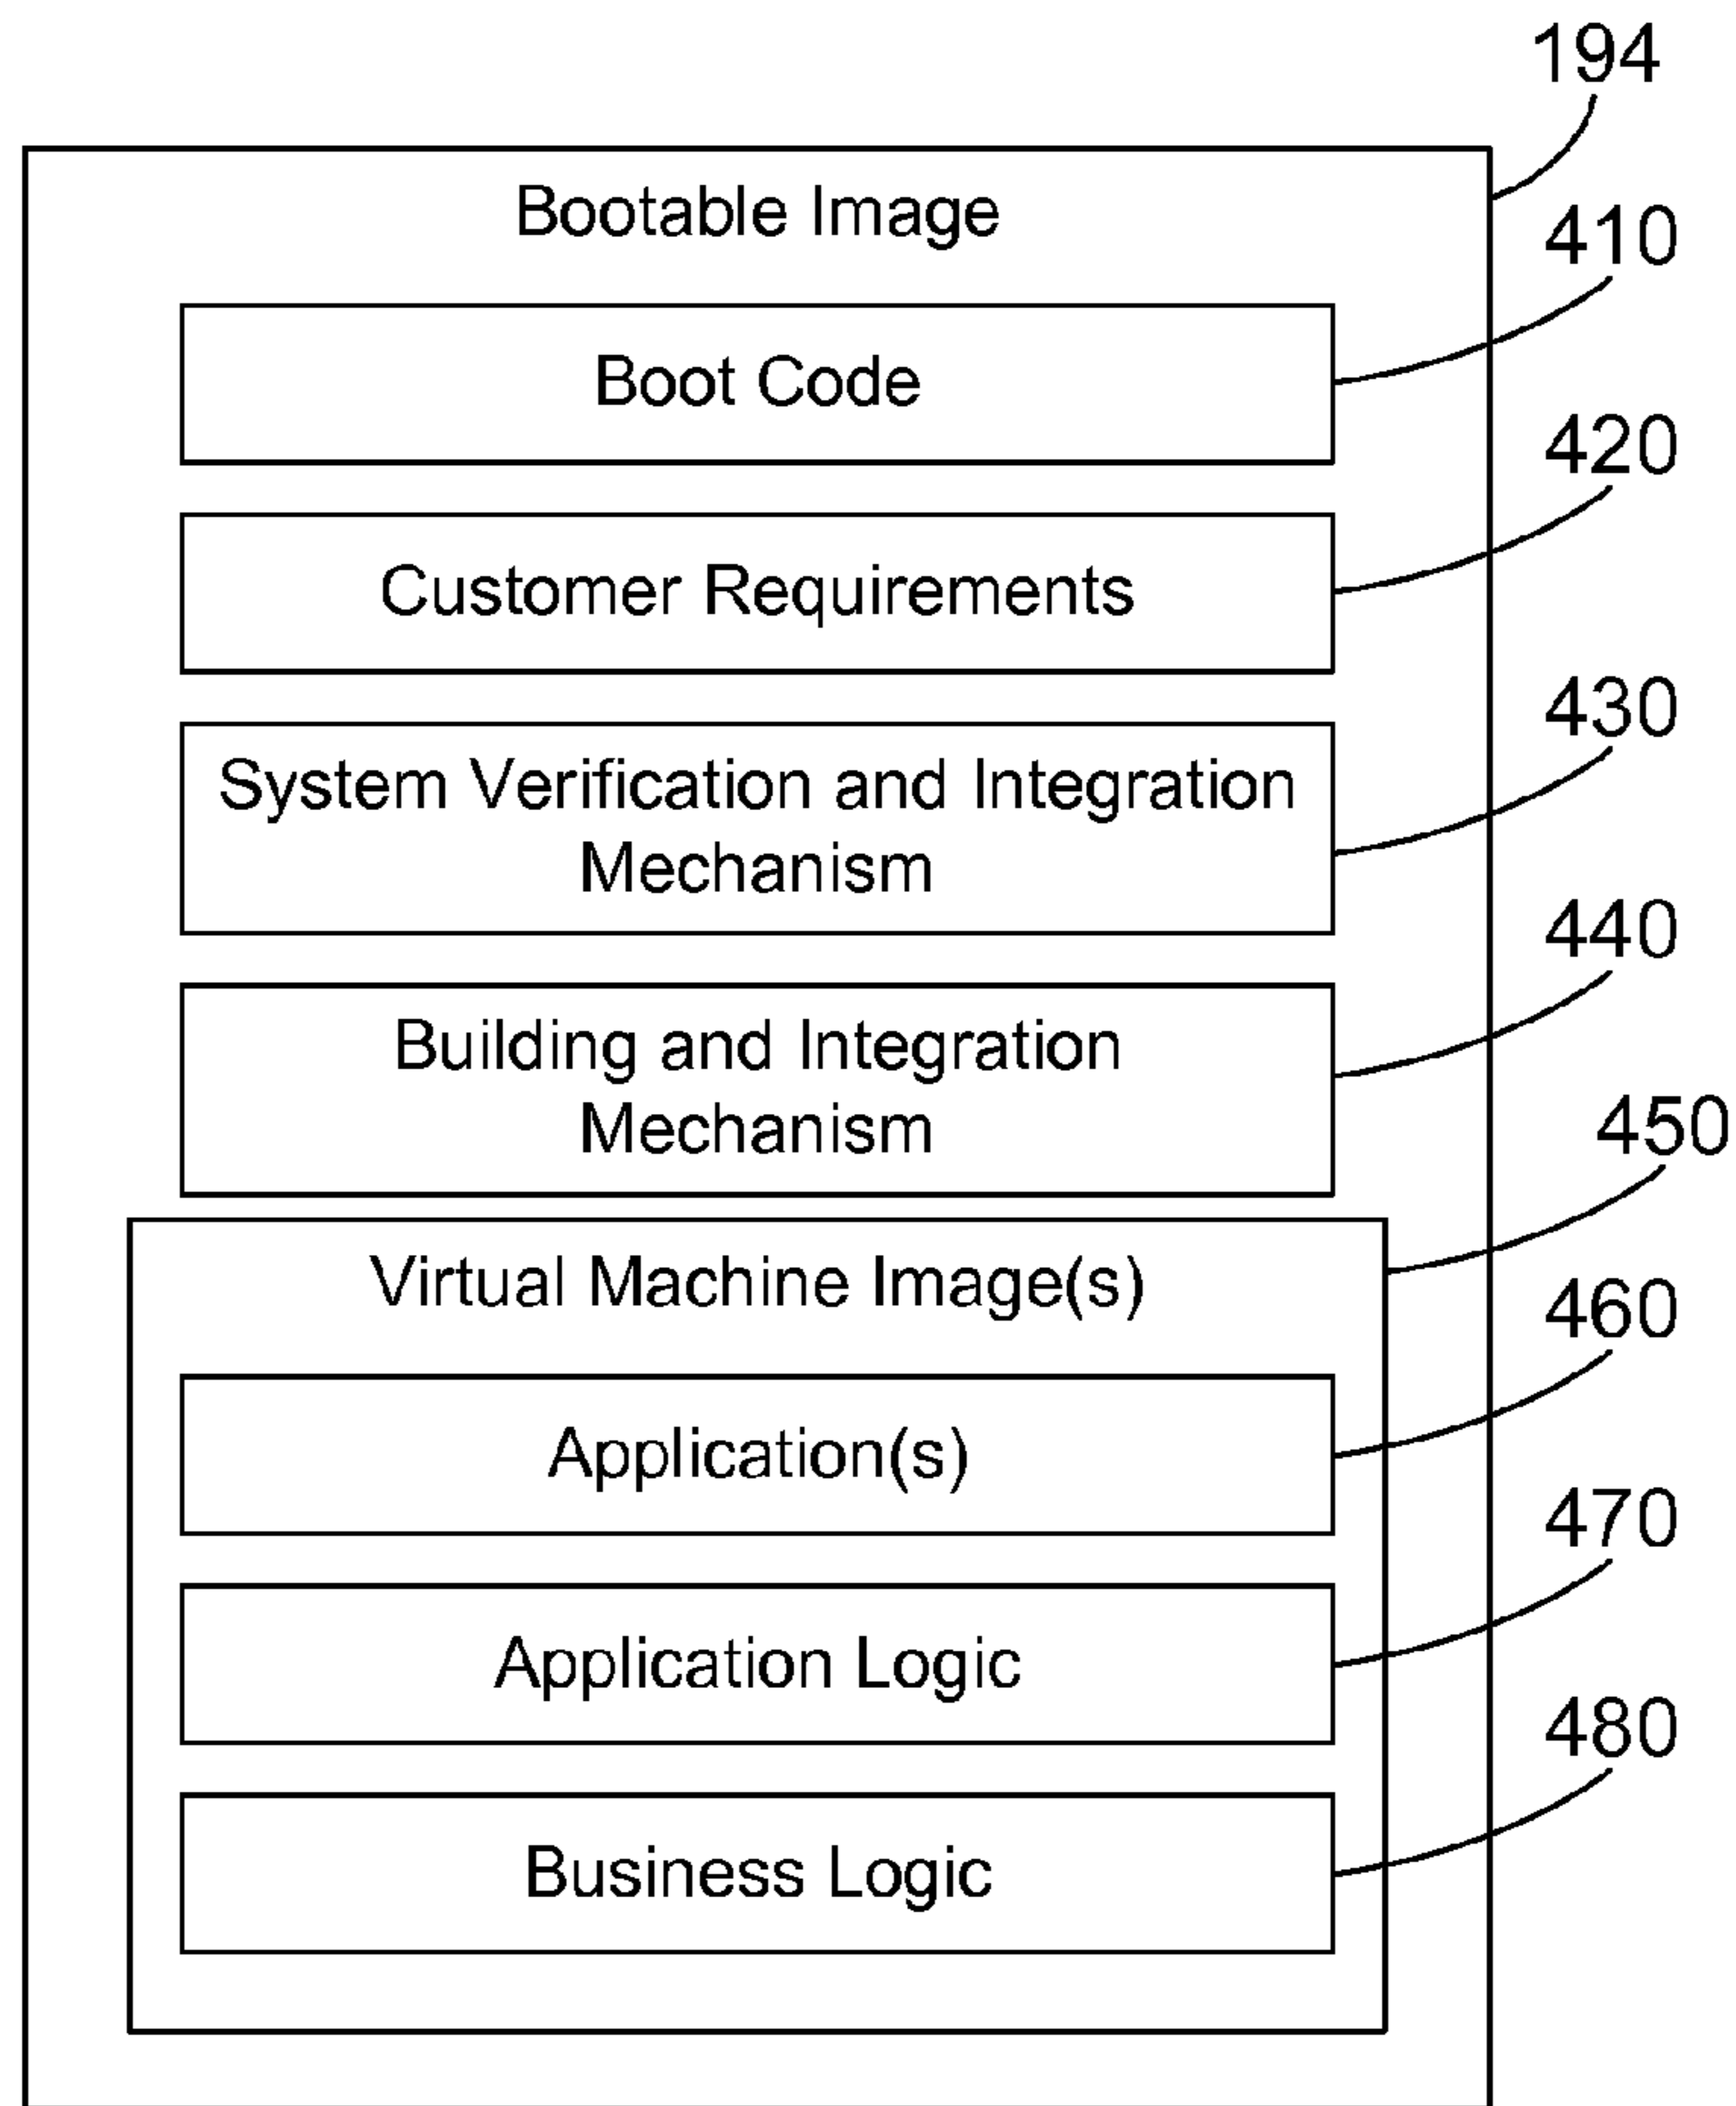 194
Bootable Image
410
Boot Code
420
Customer Requirements
430
System Verification and Integration
Mechanism
440
Building and Integration
Mechanism
450
Virtual Machine Image(s)
460
Application(s)
470
Application Logic
480
Business Logic